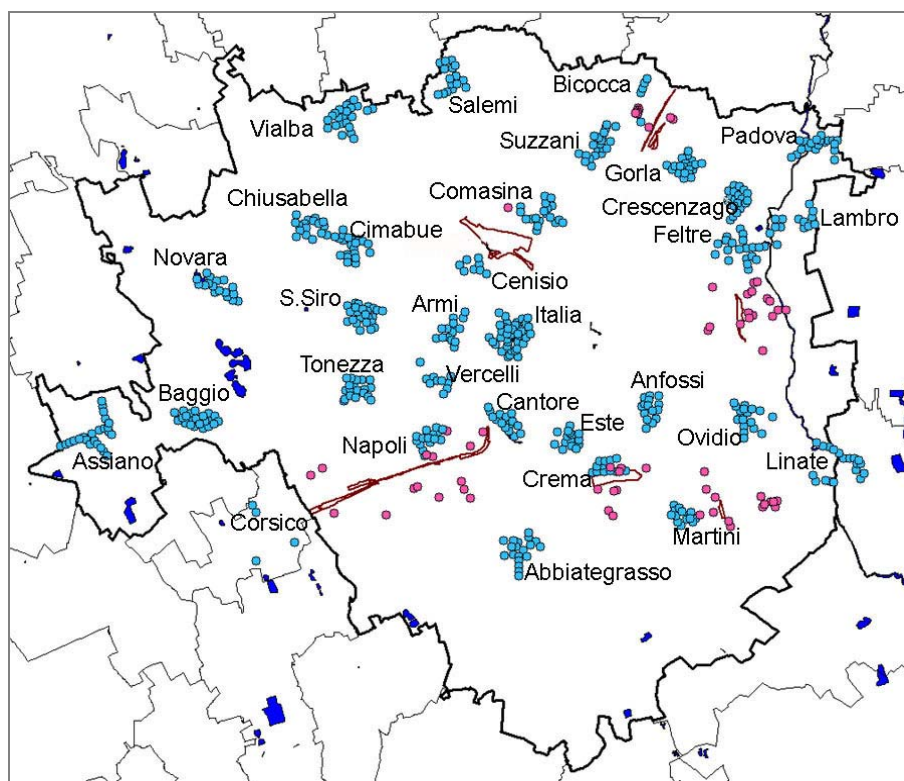 Bicocca
Salemi
Vialba
Suzzani
Padova
Gorla
Chiusabella
Comasina
Crescenzago
Lambro
Cimabue
Feltre
Novara
Cenisio
S.Siro
Armi
Italia
Tonezza
Vercelli
Anfossi
Baggio
Cantore
Napoli
Este
Ovidio
Assiano
Crema
Linate
Corsico
Martini
Abbiategrasso